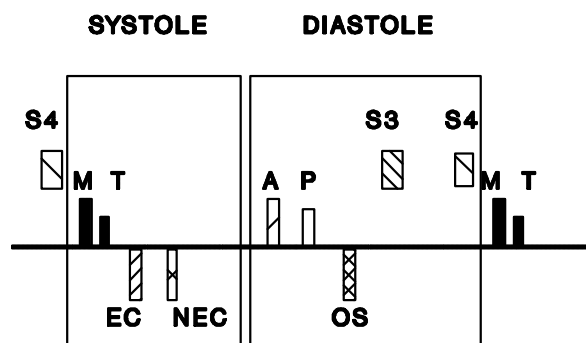 SYSTOLE DIASTOLE
S4 S3 S4
M T A P M T
EC NEC OS